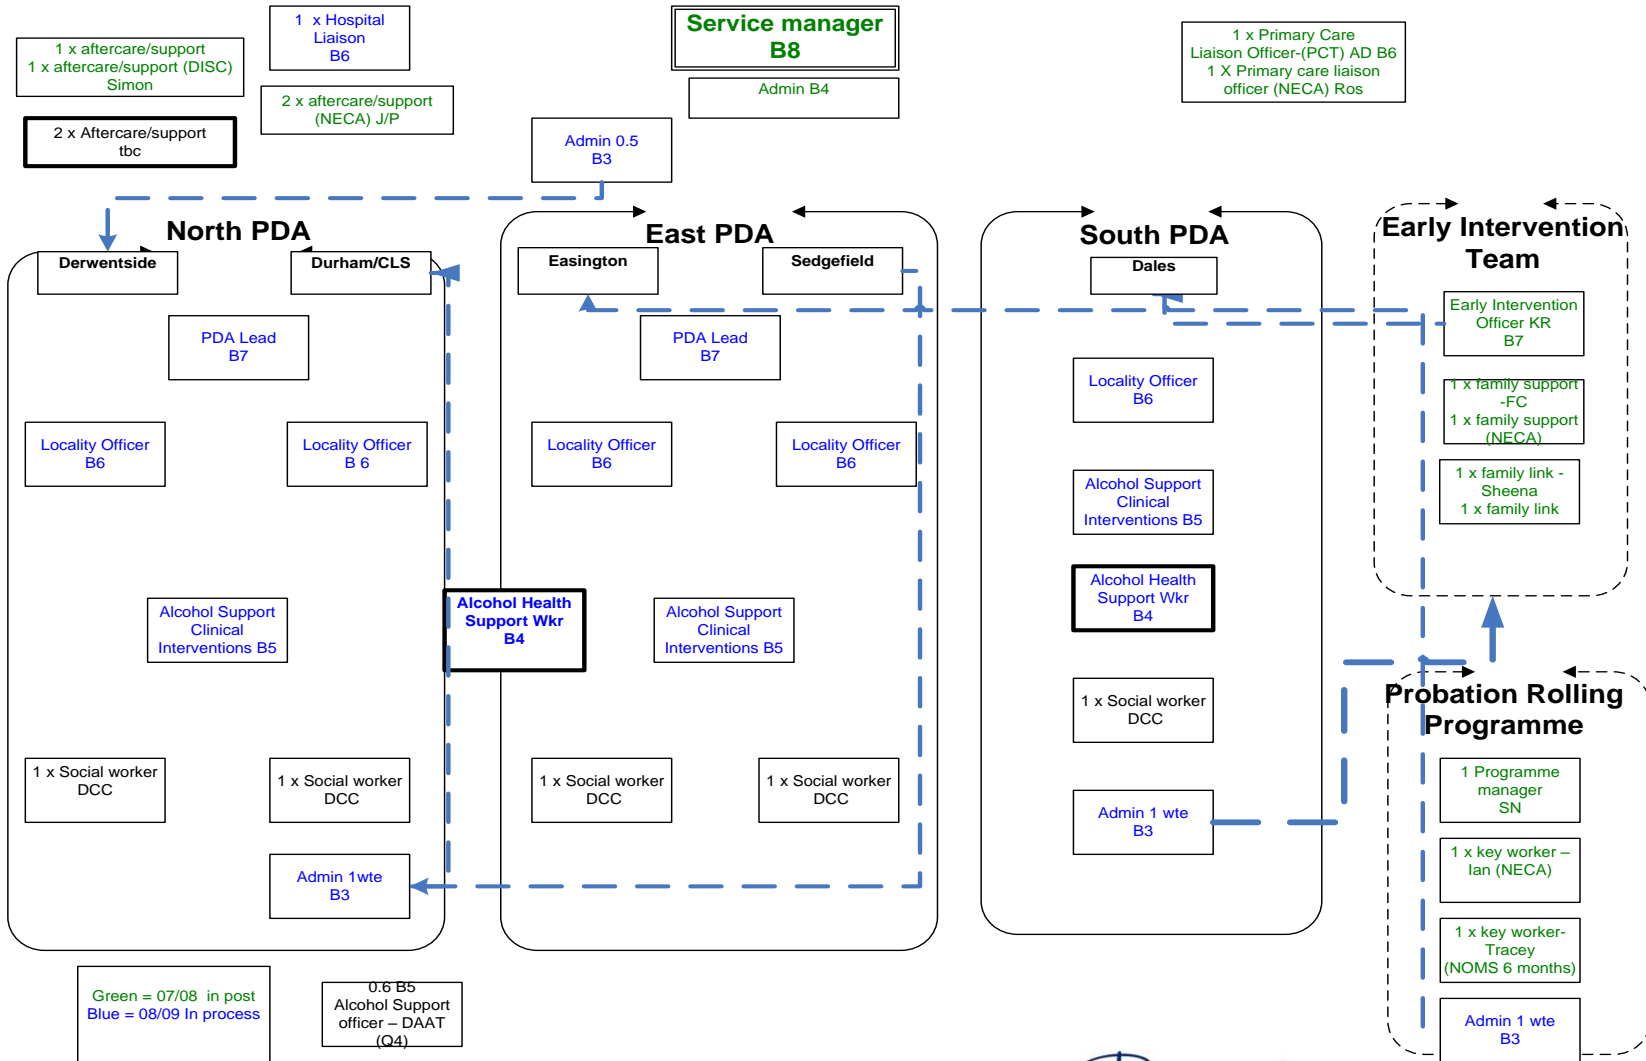 1 x aftercare/support
1 x aftercare/support (DISC)
Simon
1 x Hospital
Liaison
B6
Service manager
B8
Admin B4
1 x Primary Care
Liaison Officer-(PCT) AD B6
1 X Primary care liaison
officer (NECA) Ros
2 x aftercare/support
(NECA) J/P
2 x Aftercare/support
tbc
Admin 0.5
B3
North PDA
Derwentside
Durham/CLS
PDA Lead
B7
Locality Officer
B6
Locality Officer
B 6
Alcohol Support
Clinical
Interventions B5
1 x Social worker
DCC
1 x Social worker
DCC
Admin 1wte
B3
Alcohol Health
Support Wkr
B4
East PDA
Easington
Sedgefield
PDA Lead
B7
Locality Officer
B6
Locality Officer
B6
Alcohol Support
Clinical
Interventions B5
1 x Social worker
DCC
1 x Social worker
DCC
South PDA
Dales
Locality Officer
B6
Alcohol Support
Clinical
Interventions B5
Alcohol Health
Support Wkr
B4
1 x Social worker
DCC
Admin 1 wte
B3
Early Intervention
Team
Early Intervention
Officer KR
B7
1 x family support
-FC
1 x family support
(NECA)
1 x family link -
Sheena
1 x family link
Probation Rolling
Programme
1 Programme
manager
SN
1 x key worker –
Ian (NECA)
1 x key worker-
Tracey
(NOMS 6 months)
Admin 1 wte
B3
Green = 07/08 in post
Blue = 08/09 In process
0.6 B5
Alcohol Support
officer – DAAT
(Q4)